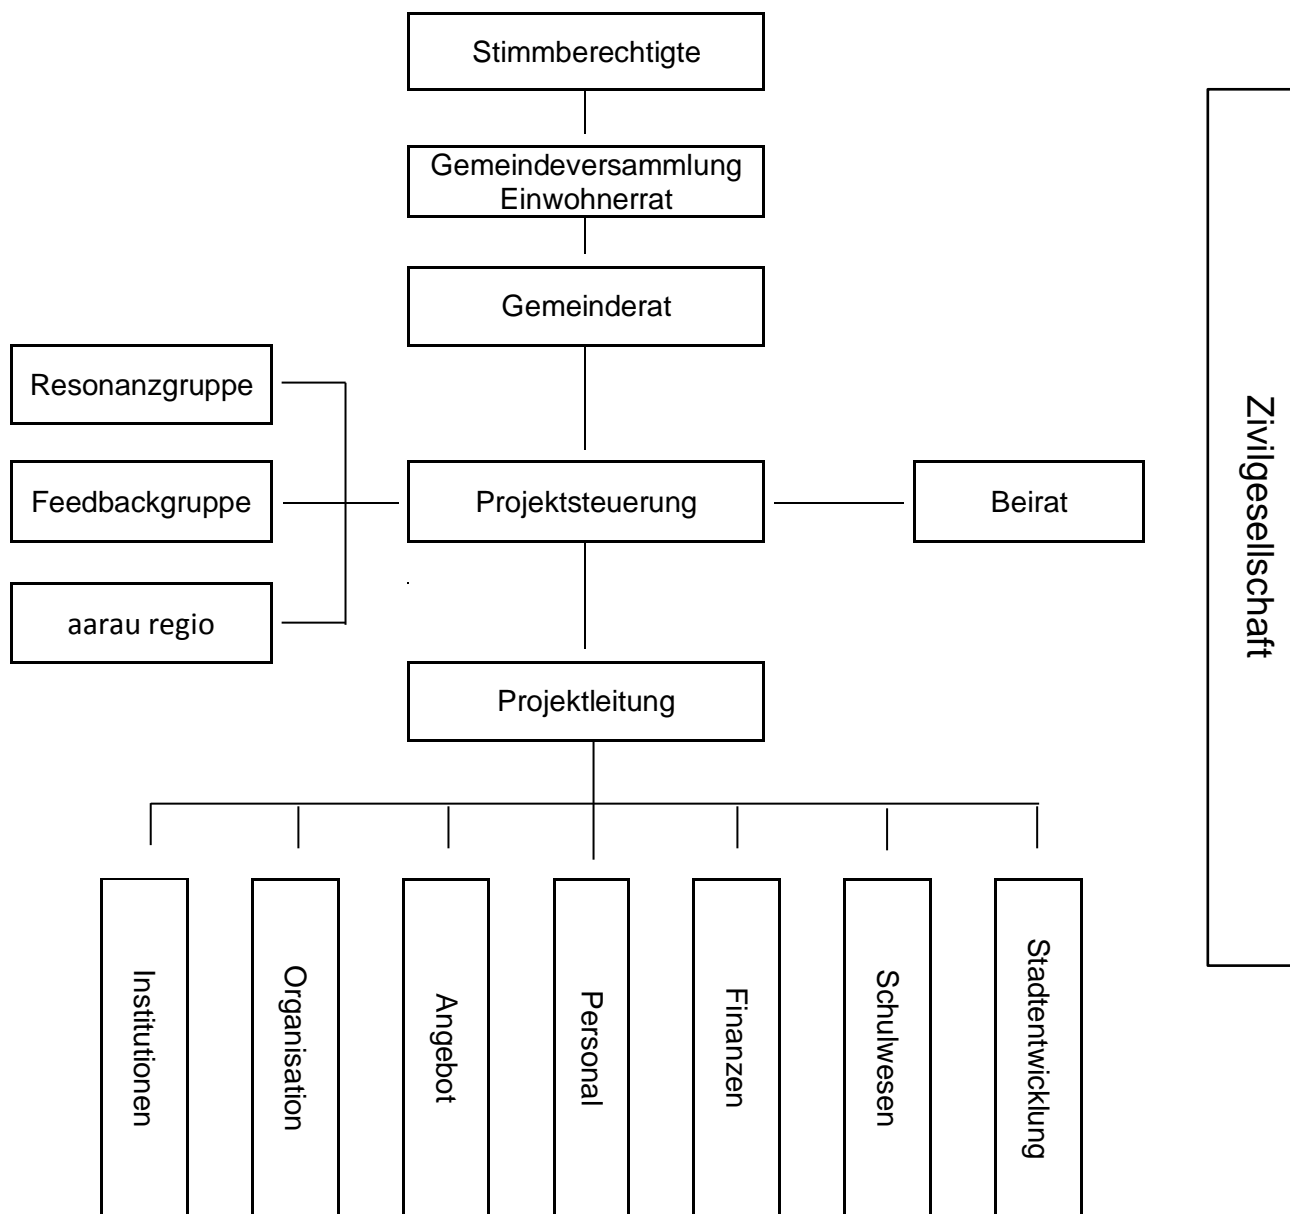 Stimmberechtigte
Gemeindeversammlung
Einwohnerrat
Gemeinderat
Resonanzgruppe
Feedbackgruppe
Projektsteuerung
Beirat
aarau regio
Projektleitung
Institutionen
Organisation
Angebot
Personal
Finanzen
Schulwesen
Stadtentwicklung
Zivilgesellschaft